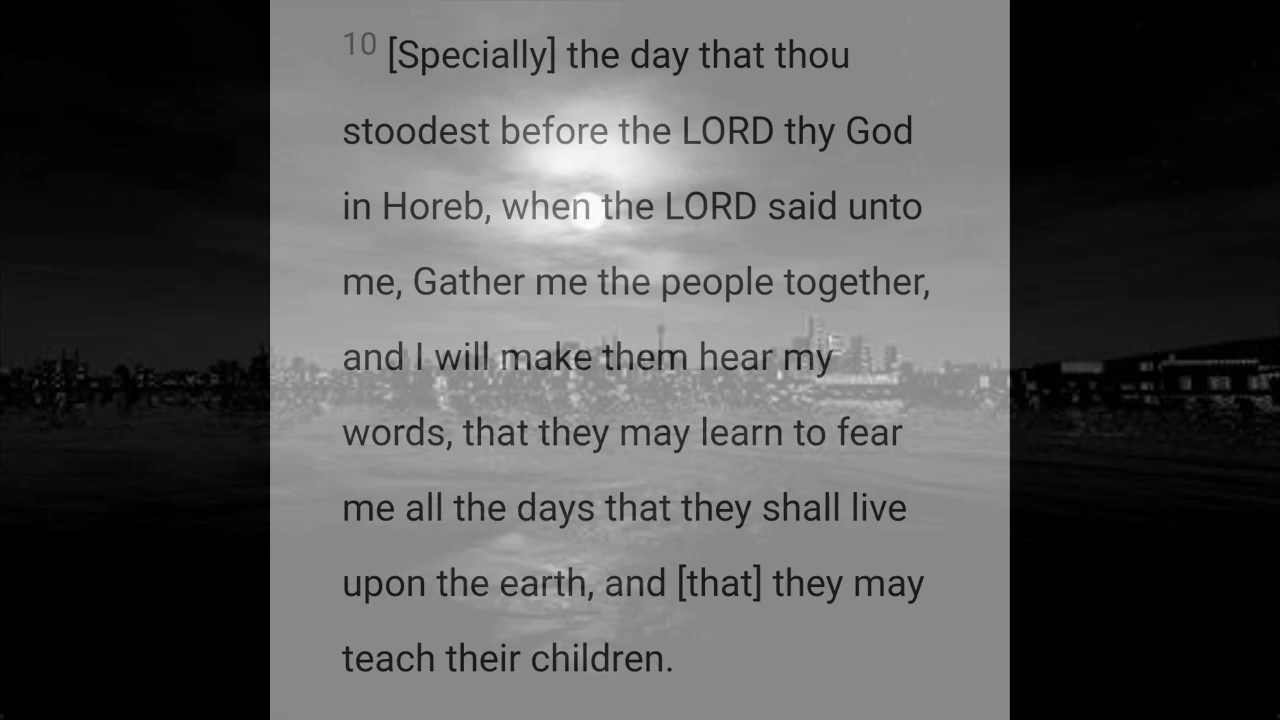 10 [Specially] the day that thou
stoodest before the LORD thy God
in Horeb, when the LORD said unto
me, Gather me the people together,
and I will make them hear my
words, that they may learn to fear
me all the days that they shall live
upon the earth, and [that] they may
teach their children.